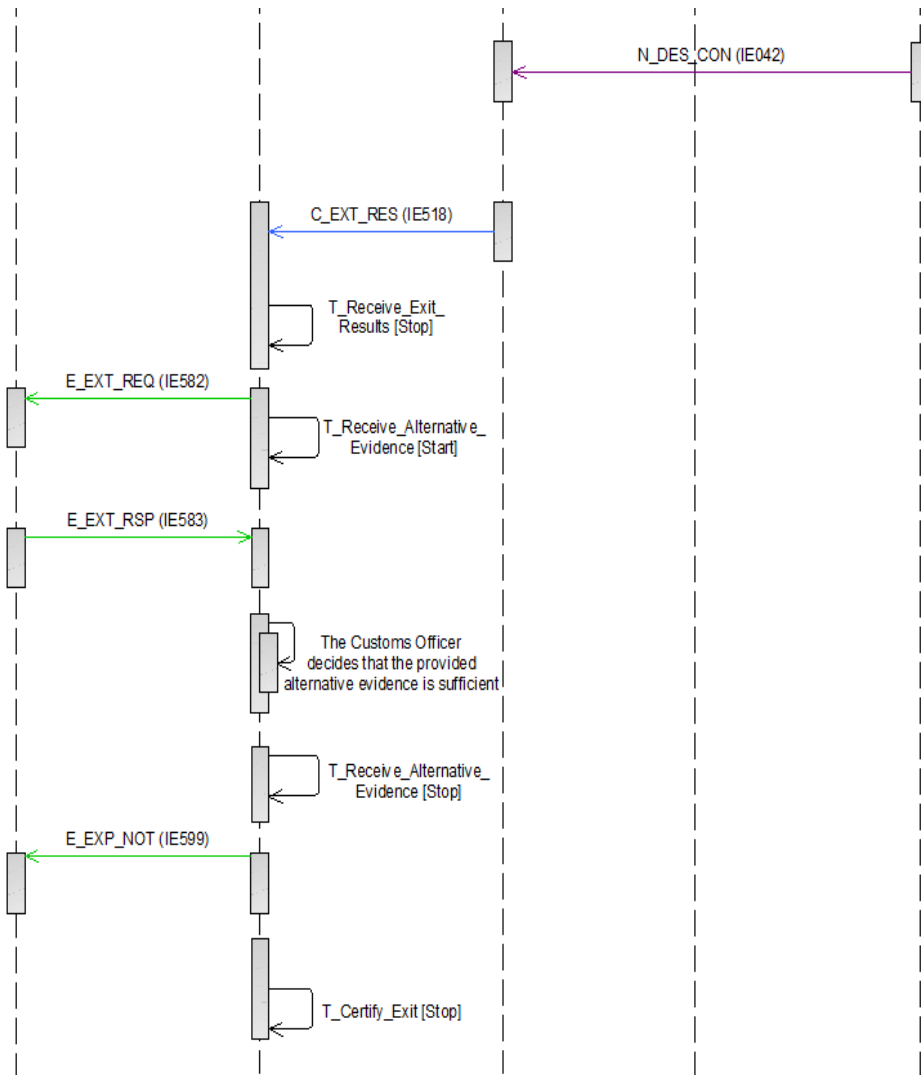 N_DES_CON (IE042)
C_EXT_RES (IE518)
T_Receive_Exit_
Results [Stop]
E_EXT_REQ (IE582)
T_Receive_Alternative_
Evidence [Start]
E_EXT_RSP (IE583)
The Customs Officer
decides that the provided
alternative evidence is sufficient
T_Receive_Alternative_
Evidence [Stop]
E_EXP_NOT (IE599)
T_Certify_Exit [Stop]